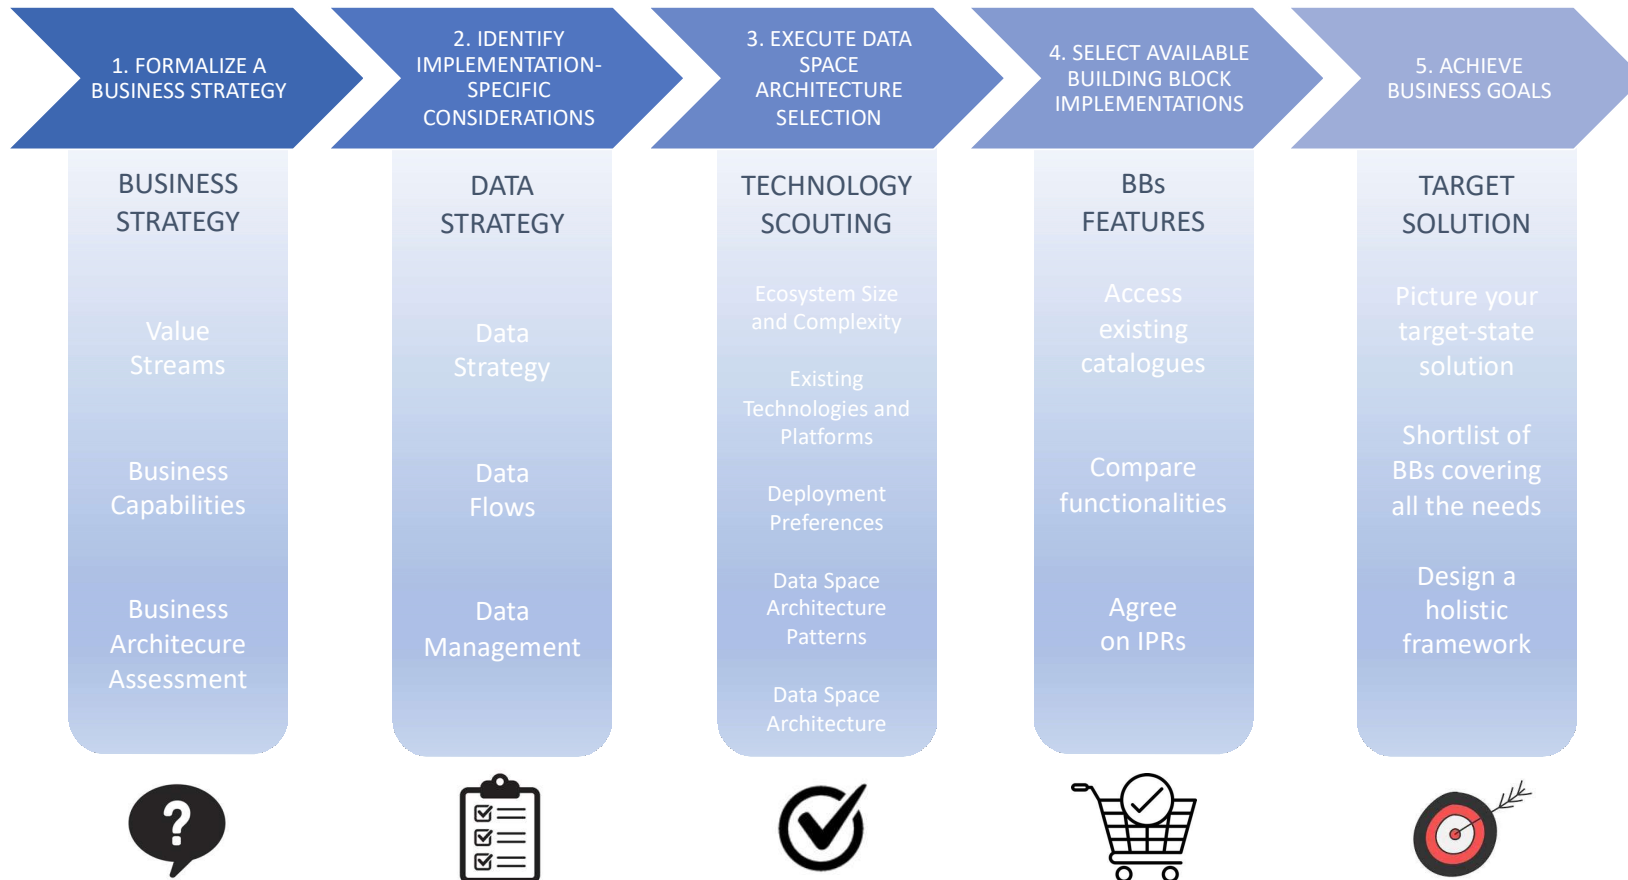 1. FORMALIZE A
BUSINESS STRATEGY
2. IDENTIFY
IMPLEMENTATION-
SPECIFIC
CONSIDERATIONS
3. EXECUTE DATA
SPACE
ARCHITECTURE
SELECTION
4. SELECT AVAILABLE
BUILDING BLOCK
IMPLEMENTATIONS
5. ACHIEVE
BUSINESS GOALS
BUSINESS
STRATEGY
Value
Streams
Business
Capabilities
Business
Architecure
Assessment
DATA
STRATEGY
Data
Strategy
Data
Flows
Data
Management
TECHNOLOGY
SCOUTING
Ecosystem Size
and Complexity
Existing
Technologies and
Platforms
Deployment
Preferences
Data Space
Architecture
Patterns
Data Space
Architecture
BBs
FEATURES
Access
existing
catalogues
Compare
functionalities
Agree
on IPRs
TARGET
SOLUTION
Picture your
target-state
solution
Shortlist of
BBs covering
all the needs
Design a
holistic
framework
?